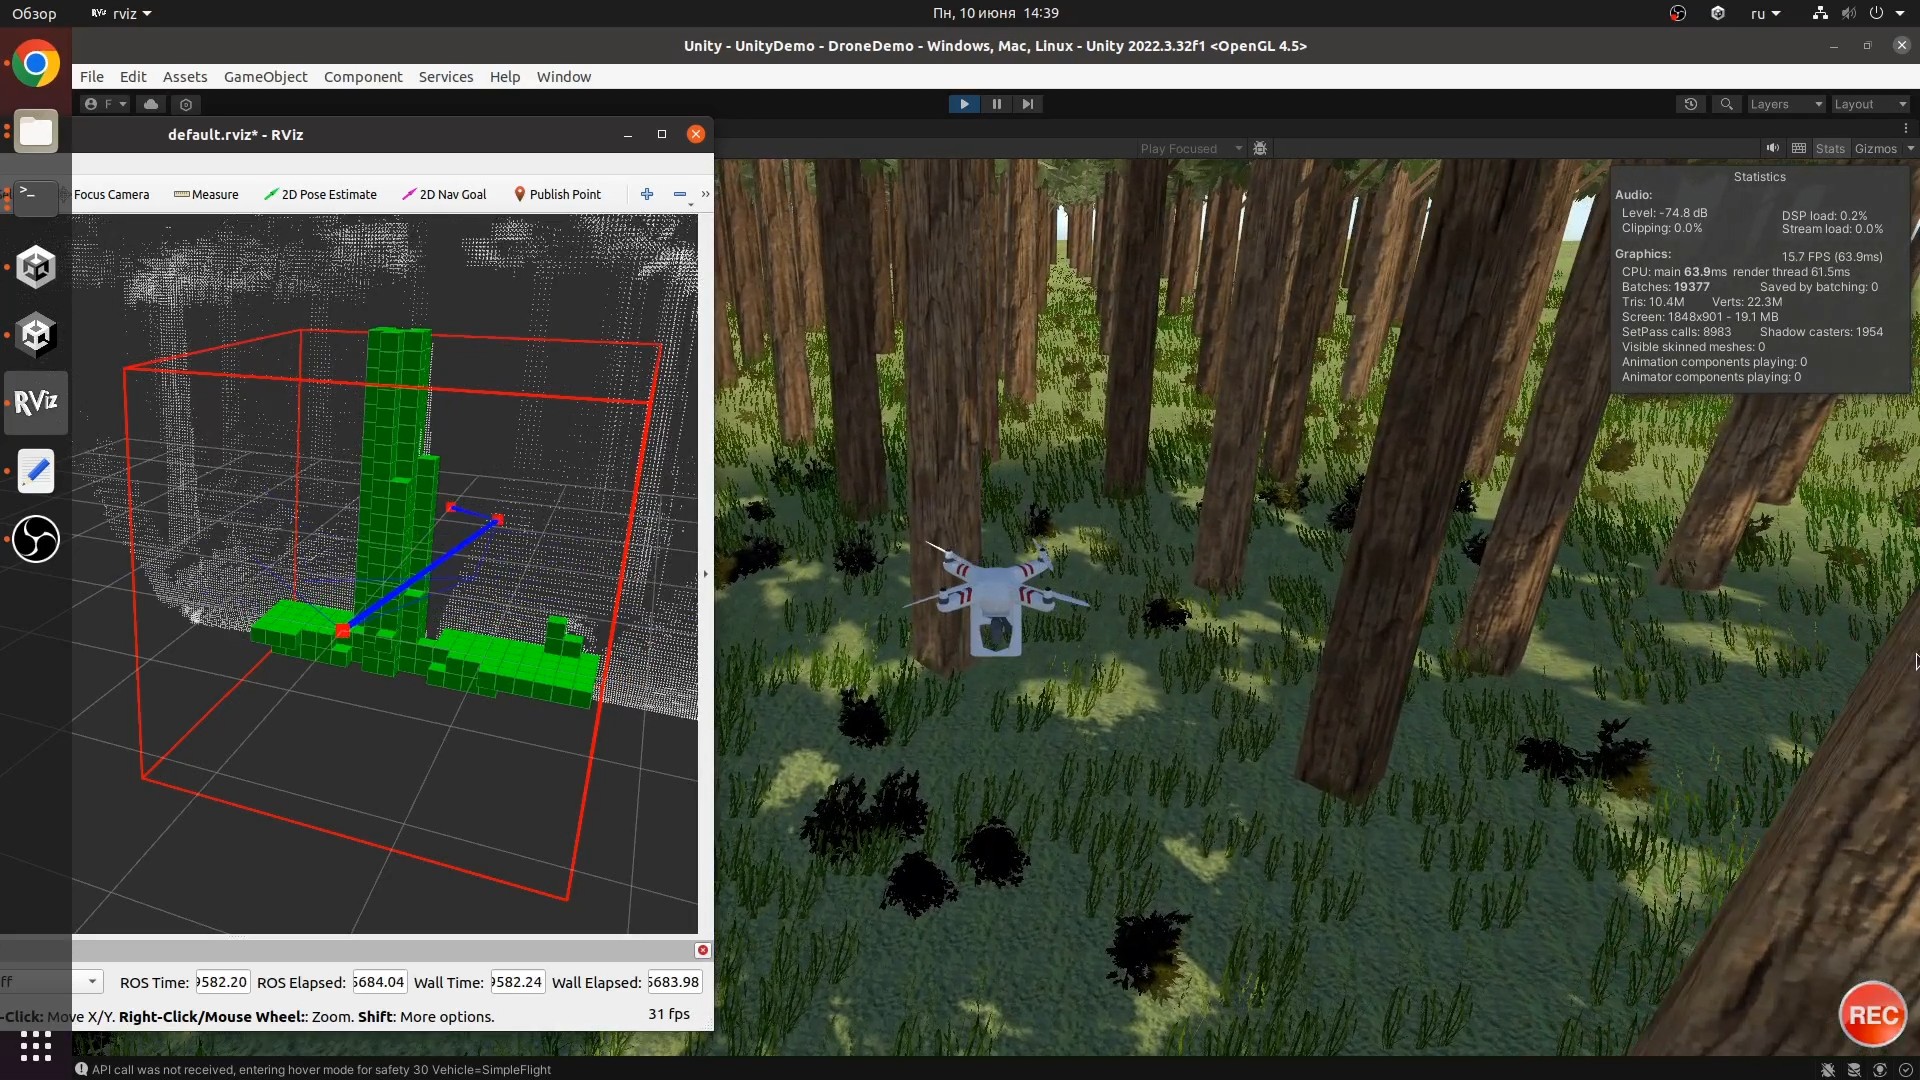 Обзор
RViz rviz
Пн, 10 июня 14:39
ru
Unity - UnityDemo - DroneDemo - Windows, Mac, Linux - Unity 2022.3.32f1 <OpenGL 4.5>
File Edit Assets GameObject Component Services Help Window
F
Layers
Layout
default.rviz* - RViz
Play Focused
Stats Gizmos
Focus Camera Measure 2D Pose Estimate 2D Nav Goal Publish Point
Statistics
Audio:
Level: -74.8 dB DSP load: 0.2%
Clipping: 0.0% Stream load: 0.0%
Graphics: 15.7 FPS (63.9ms)
CPU: main 63.9ms render thread 61.5ms
Batches: 19377 Saved by batching: 0
Tris: 10.4M Verts: 22.3M
Screen: 1848x901 - 19.1 MB
SetPass calls: 8983 Shadow casters: 1954
Visible skinned meshes: 0
Animation components playing: 0
Animator components playing: 0
RViz
ff ROS Time: 9582.20 ROS Elapsed: 5684.04 Wall Time: 9582.24 Wall Elapsed: 5683.98
-Click: Move X/Y. Right-Click/Mouse Wheel:: Zoom. Shift: More options. 31 fps
REC
API call was not received, entering hover mode for safety 30 Vehicle=SimpleFlight